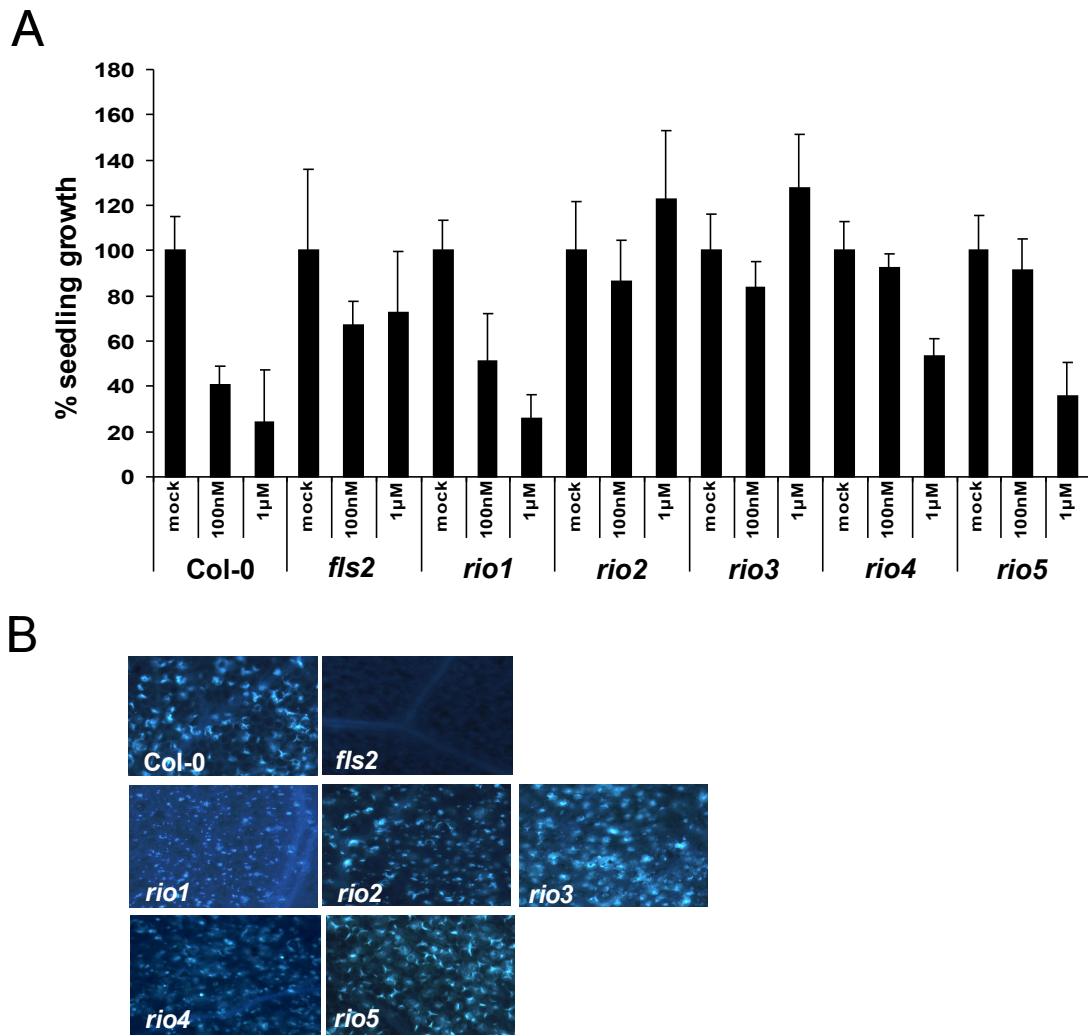 A
180
160
140
120
100
80
60
40
20
0
% seedling growth
mock 100nM 1µM mock 100nM 1µM mock 100nM 1µM mock 100nM 1µM mock 100nM 1µM mock 100nM 1µM mock 100nM 1µM
Col-0 fls2 rio1 rio2 rio3 rio4 rio5
B
Col-0 fls2
rio1 rio2 rio3
rio4 rio5